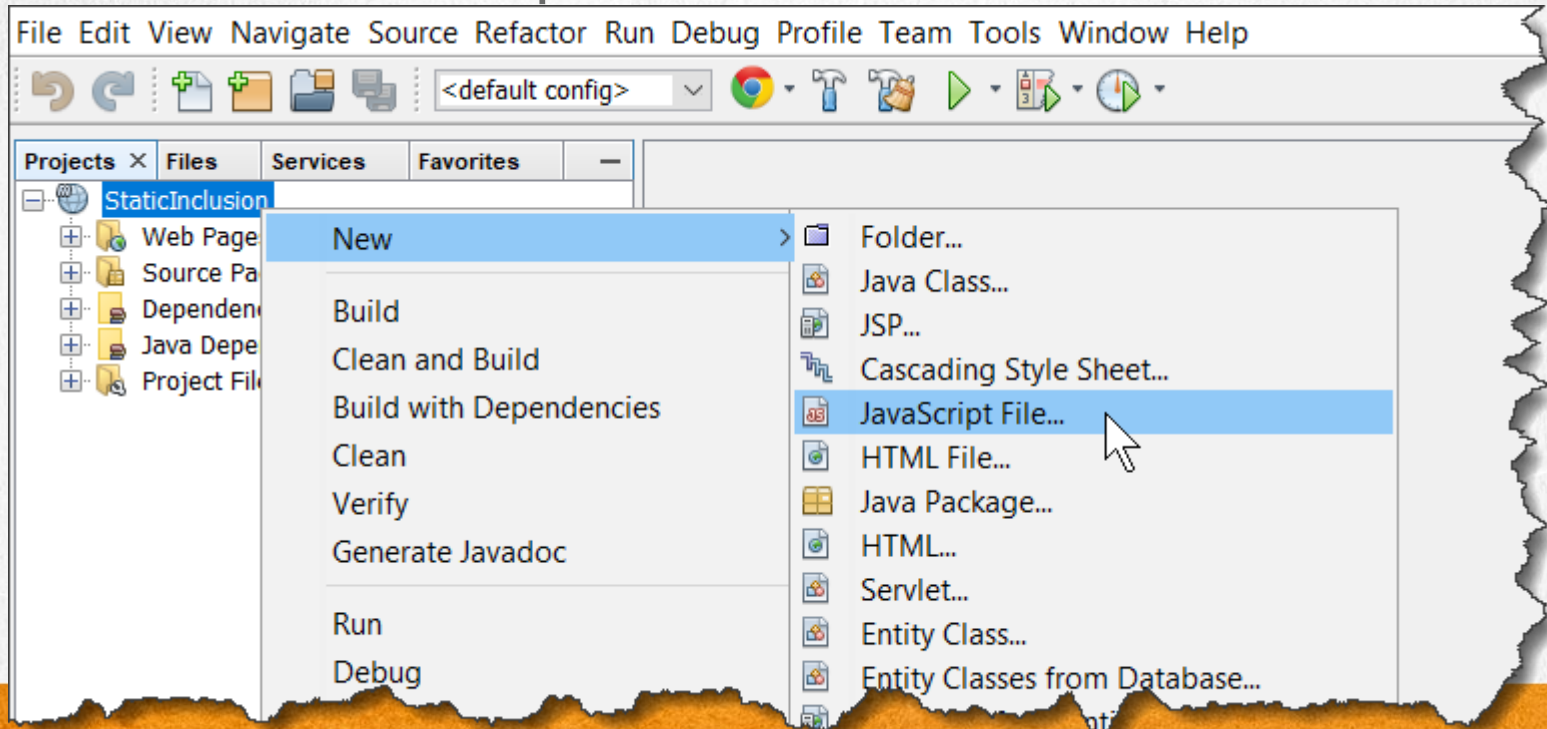 File Edit View Navigate Source Refactor Run Debug Profile Team Tools Window Help
<default config>
Projects Files Services Favorites
StaticInclusion
Web Page
Source Pa
Dependen
Java Depe
Project File
New
Build
Clean and Build
Build with Dependencies
Clean
Verify
Generate Javadoc
Run
Debug
Folder...
Java Class...
JSP...
Cascading Style Sheet...
JavaScript File...
HTML File...
Java Package...
HTML...
Servlet...
Entity Class...
Entity Classes from Database...